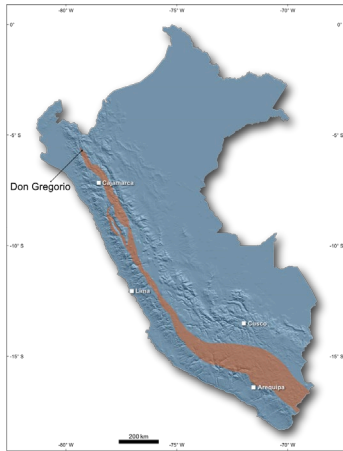 -80° W -75° W -70° W
0° 0°
-5° S -5° S
Don Gregorio
Cajamarca
-10° S -10° S
Lima
Cusco
-15° S -15° S
Arequipa
200 km
-80° W -75° W -70° W